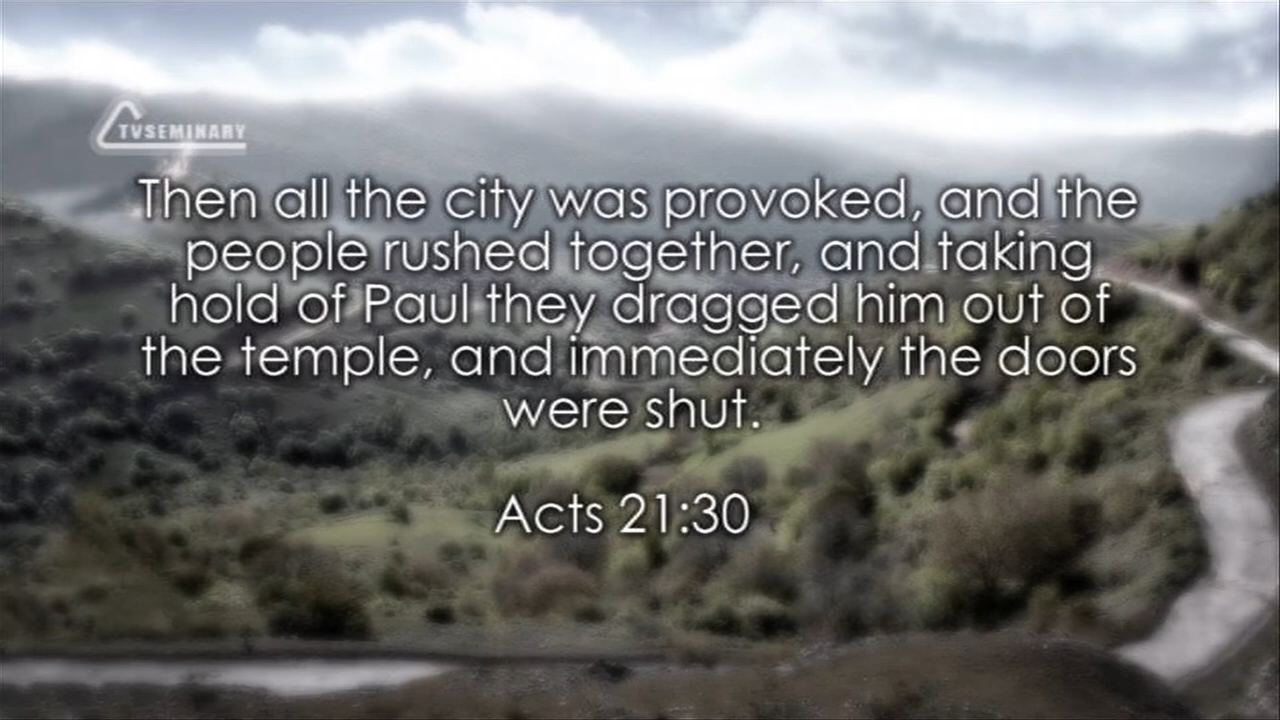 TVSEMINARY
Then all the city was provoked, and the
people rushed together, and taking
hold of Paul they dragged him out of
the temple, and immediately the doors
were shut.
Acts 21:30